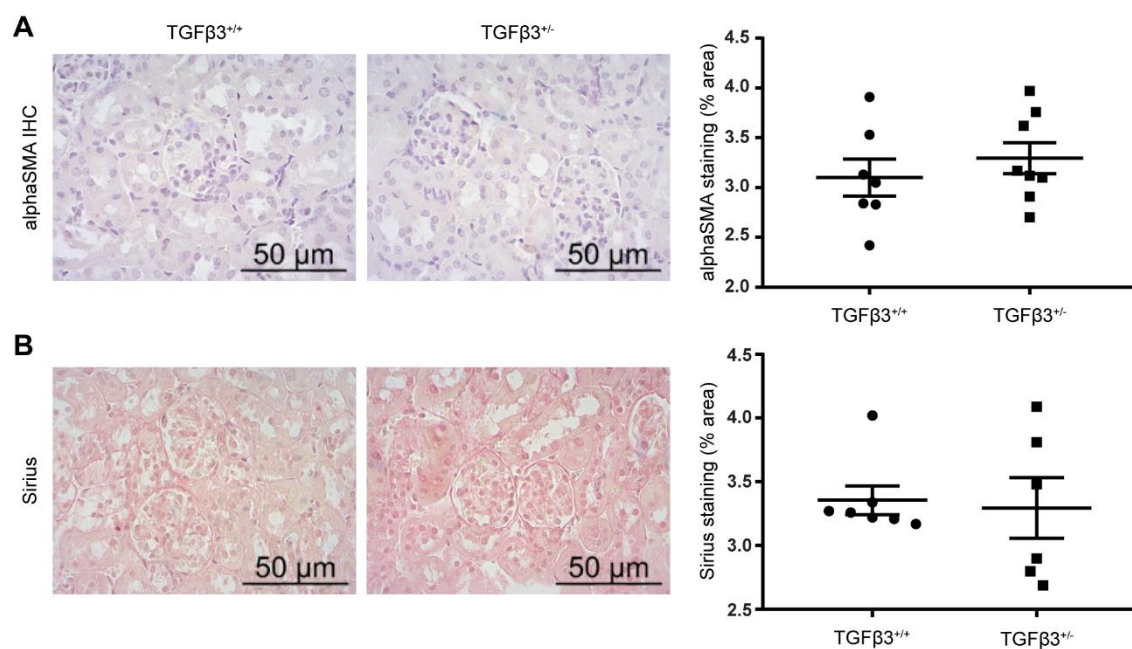 A
TGFβ3+/+
TGFβ3+/-
alphaSMA IHC
50 µm
50 µm
alphaSMA staining (% area)
4.5
4.0
3.5
3.0
2.5
2.0
TGFβ3+/+
TGFβ3+/-
B
Sirius
50 µm
50 µm
Sirius staining (% area)
4.5
4.0
3.5
3.0
2.5
TGFβ3+/+
TGFβ3+/-